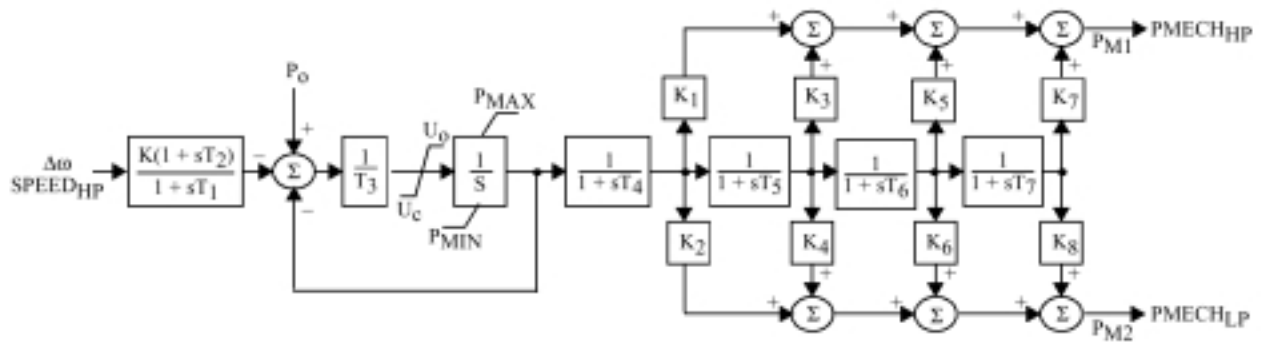 Δω
SPEED_HP
K(1 + sT₂)
1 + sT₁
−
P_o
+
Σ
−
1
T₃
U_o
U_c
P_MAX
1
S
P_MIN
1
1 + sT₄
K₁
K₂
1
1 + sT₅
+
Σ
+
K₃
K₄
+
+
Σ
1
1 + sT₆
+
Σ
+
K₅
K₆
+
+
Σ
1
1 + sT₇
+
Σ
+
K₇
K₈
+
+
Σ
P_M1
PMECH_HP
P_M2
PMECH_LP